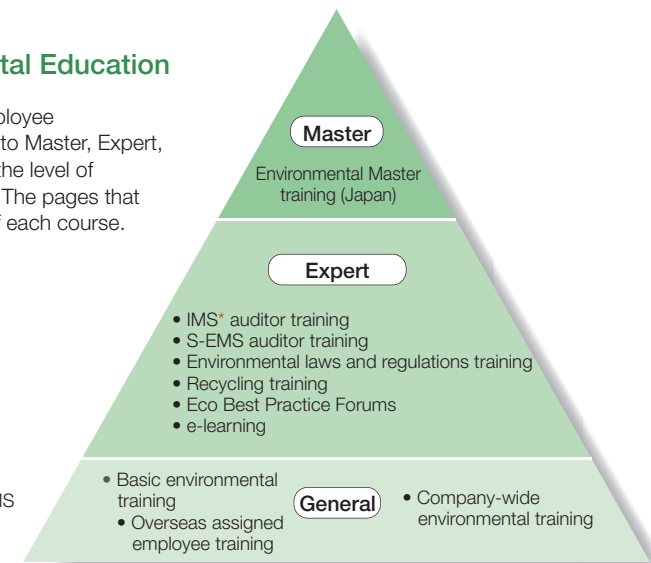 tal Education
ployee
to Master, Expert,
the level of
The pages that
f each course.
Master
Environmental Master
training (Japan)
Expert
• IMS* auditor training
• S-EMS auditor training
• Environmental laws and regulations training
• Recycling training
• Eco Best Practice Forums
• e-learning
MS
• Basic environmental
training
• Overseas assigned
employee training
General
• Company-wide
environmental training